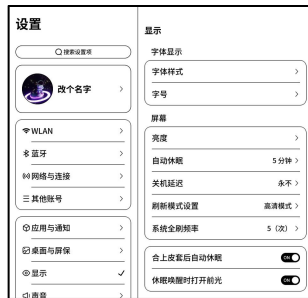 设置
搜索设置项
改个名字
WLAN
蓝牙
网络与连接
其他账号
应用与通知
桌面与屏保
显示
声音
显示
字体显示
字体样式
字号
屏幕
亮度
自动休眠 5分钟
关机延迟 永不
刷新模式设置 高清模式
系统全刷频率 5（次）
合上皮套后自动休眠 ON
休眠唤醒时打开前光 ON